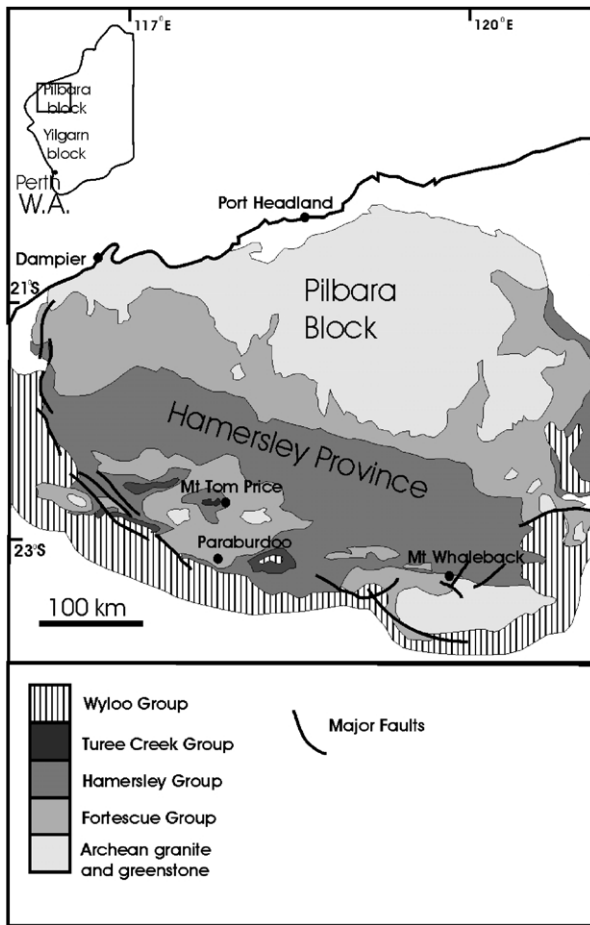 117°E
120°E
Pilbara
block
Yilgarn
block
Perth
W.A.
Port Headland
Dampier
21°S
Pilbara
Block
Hamersley Province
Mt Tom Price
23°S
Paraburdoo
Mt Whaleback
100 km
Wyloo Group
Major Faults
Turee Creek Group
Hamersley Group
Fortescue Group
Archean granite
and greenstone